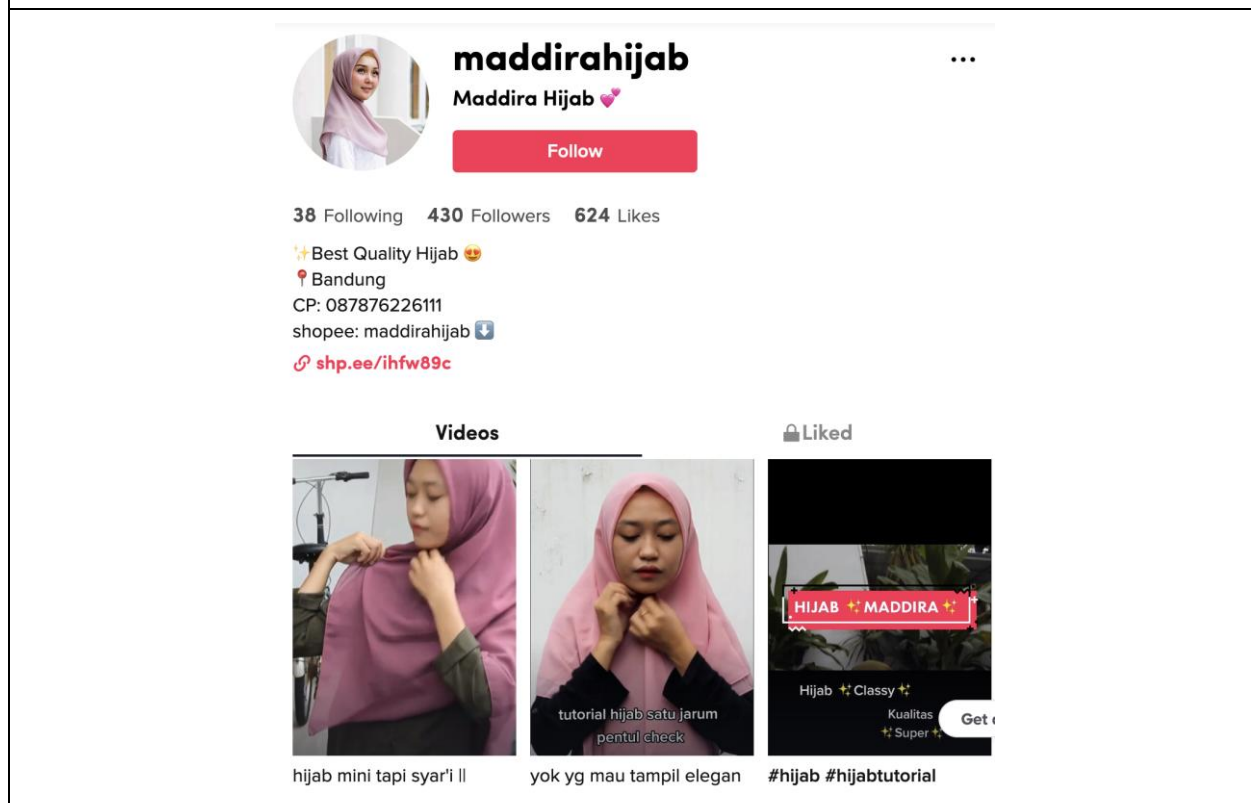 maddirahijab
Maddira Hijab 💕
Follow
38 Following 430 Followers 624 Likes
✨Best Quality Hijab 😍
📍Bandung
CP: 087876226111
shopee: maddirahijab ⬇️
shp.ee/ihfw89c
Videos
Liked
HIJAB ✨MADDIRA✨
Hijab ✨Classy✨
Kualitas
✨Super✨
Get
tutorial hijab satu jarum
pentul check
hijab mini tapi syar'i ||
yok yg mau tampil elegan
#hijab #hijabtutorial